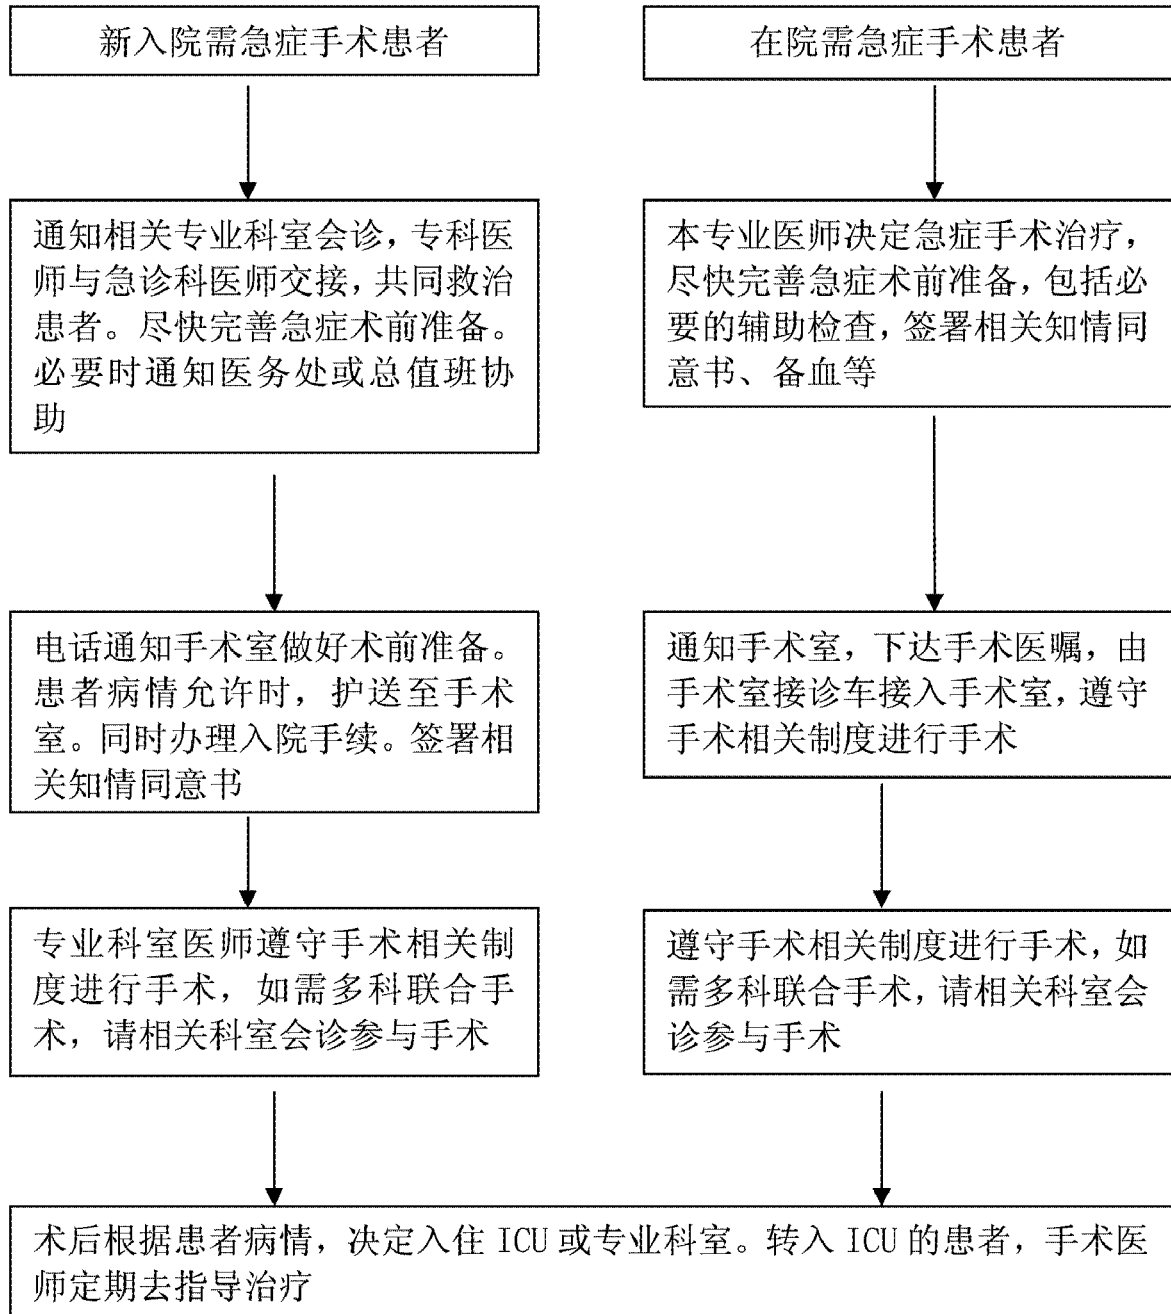 新入院需急症手术患者
通知相关专业科室会诊，专科医
师与急诊科医师交接，共同救治
患者。尽快完善急症术前准备。
必要时通知医务处或总值班协
助
电话通知手术室做好术前准备。
患者病情允许时，护送至手术
室。同时办理入院手续。签署相
关知情同意书
专业科室医师遵守手术相关制
度进行手术，如需多科联合手
术，请相关科室会诊参与手术
在院需急症手术患者
本专业医师决定急症手术治疗，
尽快完善急症术前准备，包括必
要的辅助检查，签署相关知情同
意书、备血等
通知手术室，下达手术医嘱，由
手术室接诊车接入手术室，遵守
手术相关制度进行手术
遵守手术相关制度进行手术，如
需多科联合手术，请相关科室会
诊参与手术
术后根据患者病情，决定入住 ICU 或专业科室。转入 ICU 的患者，手术医
师定期去指导治疗